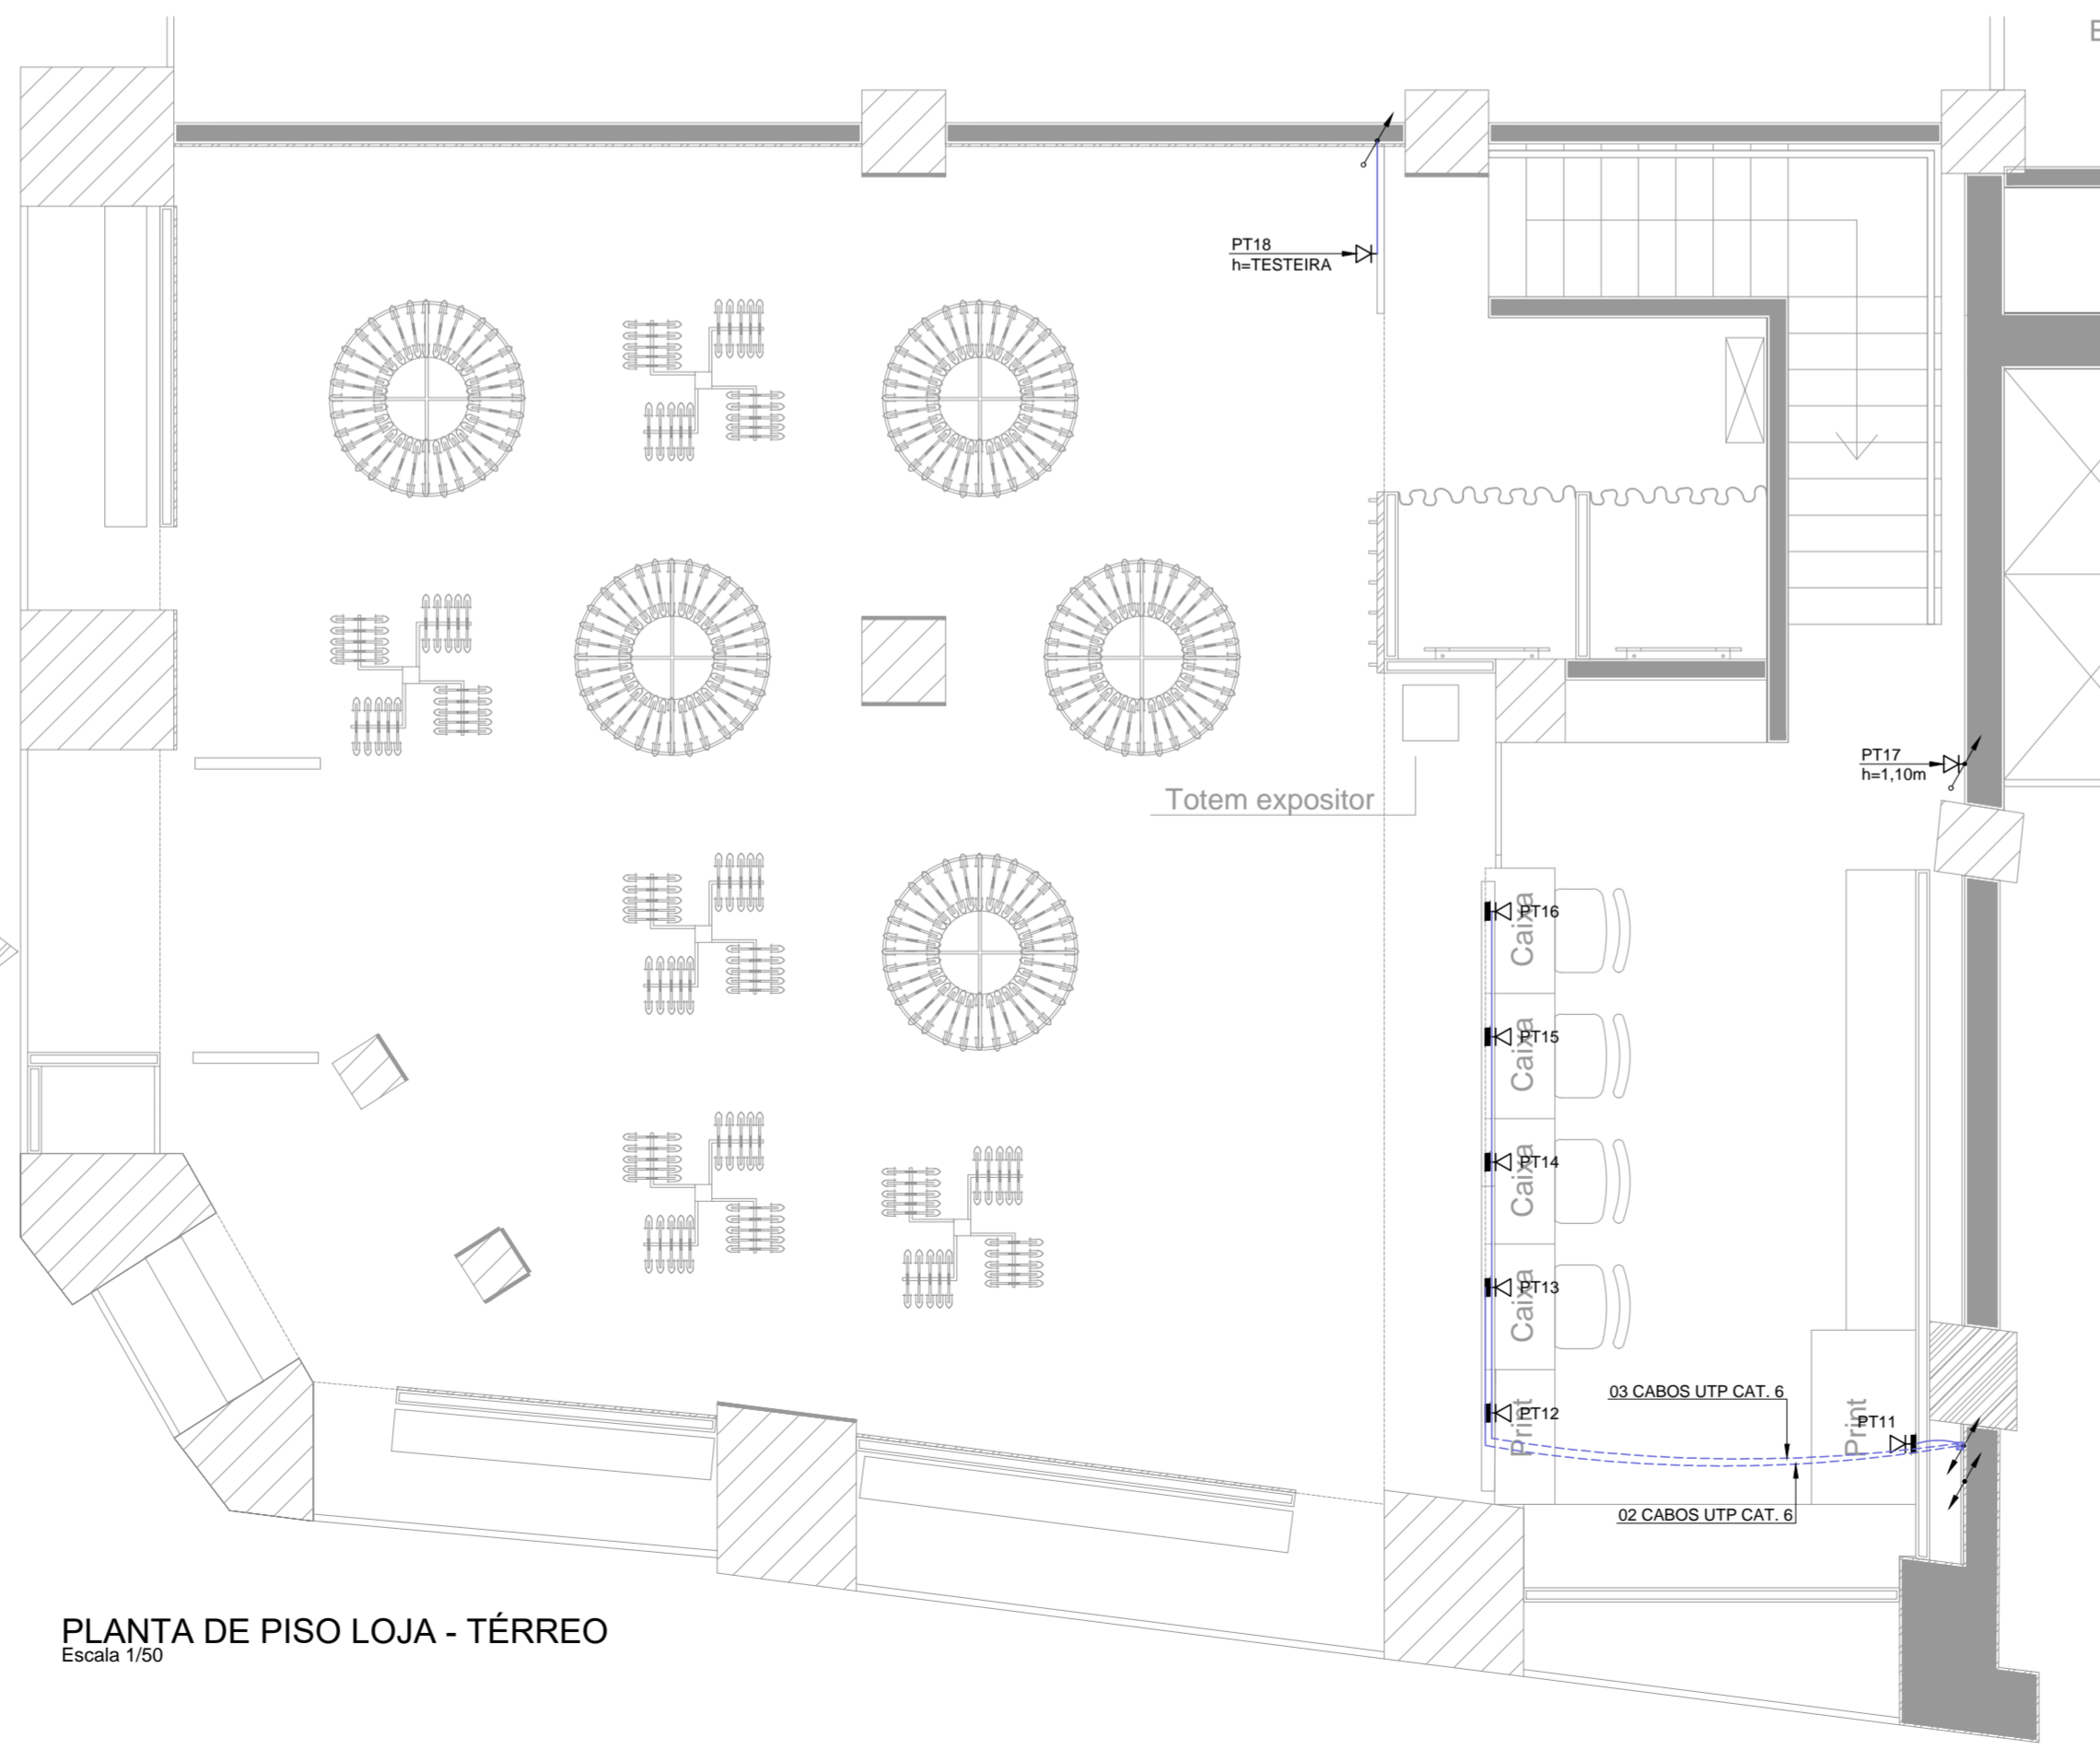 E
PT18
h=TESTEIRA
PT17
h=1,10m
Totem expositor
Caixa
PT16
Caixa
PT15
Caixa
PT14
Caixa
PT13
03 CABOS UTP CAT. 6
Print
PT12
Print
PT11
02 CABOS UTP CAT. 6
PLANTA DE PISO LOJA - TÉRREO
Escala 1/50